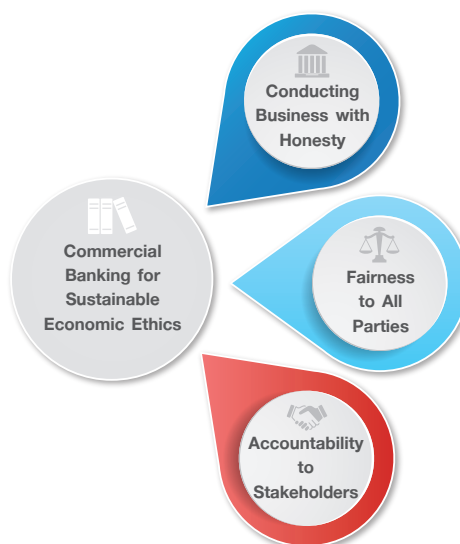 Conducting
Business with
Honesty
Commercial
Banking for
Sustainable
Economic Ethics
Fairness
to All
Parties
Accountability
to
Stakeholders